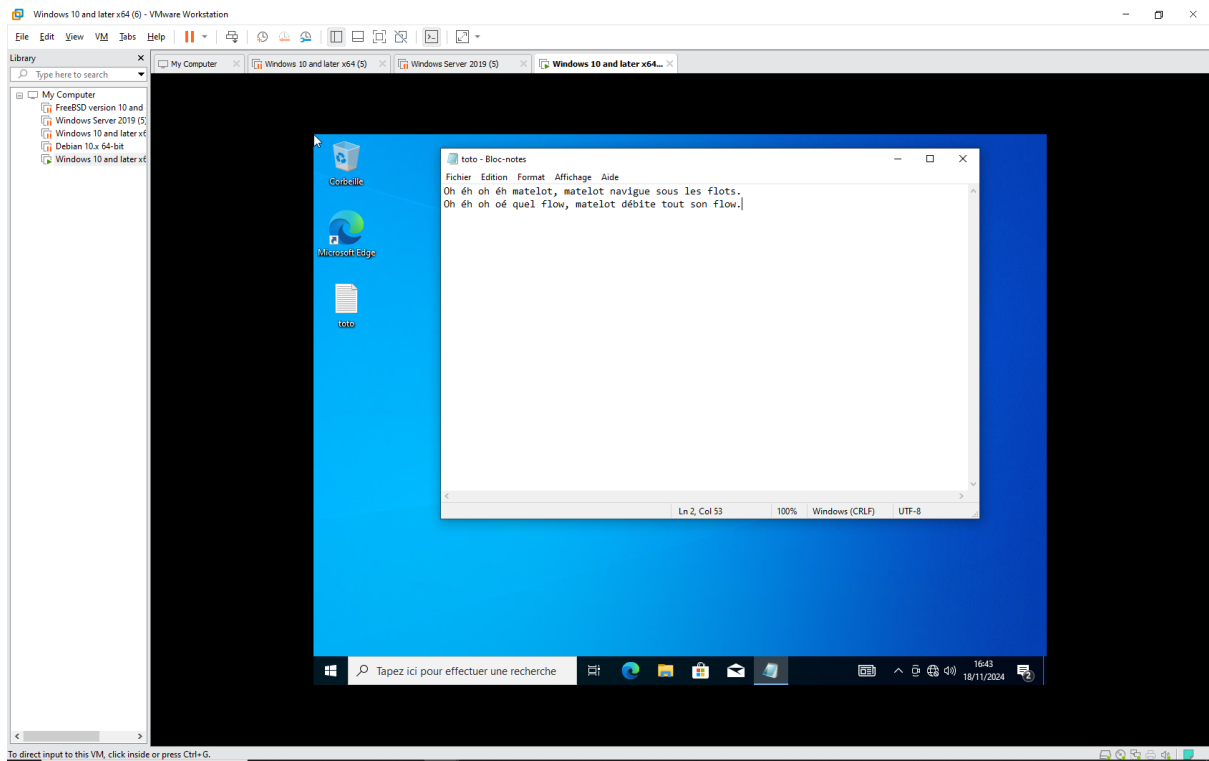 Windows 10 and later x64 (6) - VMware Workstation
File Edit View VM Tabs Help
Library
Type here to search
My Computer
FreeBSD version 10 and
Windows Server 2019 (5)
Windows 10 and later x6
Debian 10.x 64-bit
Windows 10 and later x6
My Computer
Windows 10 and later x64 (5)
Windows Server 2019 (5)
Windows 10 and later x64...
Corbeille
Microsoft Edge
toto
toto - Bloc-notes
Fichier Edition Format Affichage Aide
Oh éh oh éh matelot, matelot navigue sous les flots.
Oh éh oh oé quel flow, matelot débite tout son flow.
Ln 2, Col 53 100% Windows (CRLF) UTF-8
Tapez ici pour effectuer une recherche
16:43
18/11/2024
2
To direct input to this VM, click inside or press Ctrl+G.